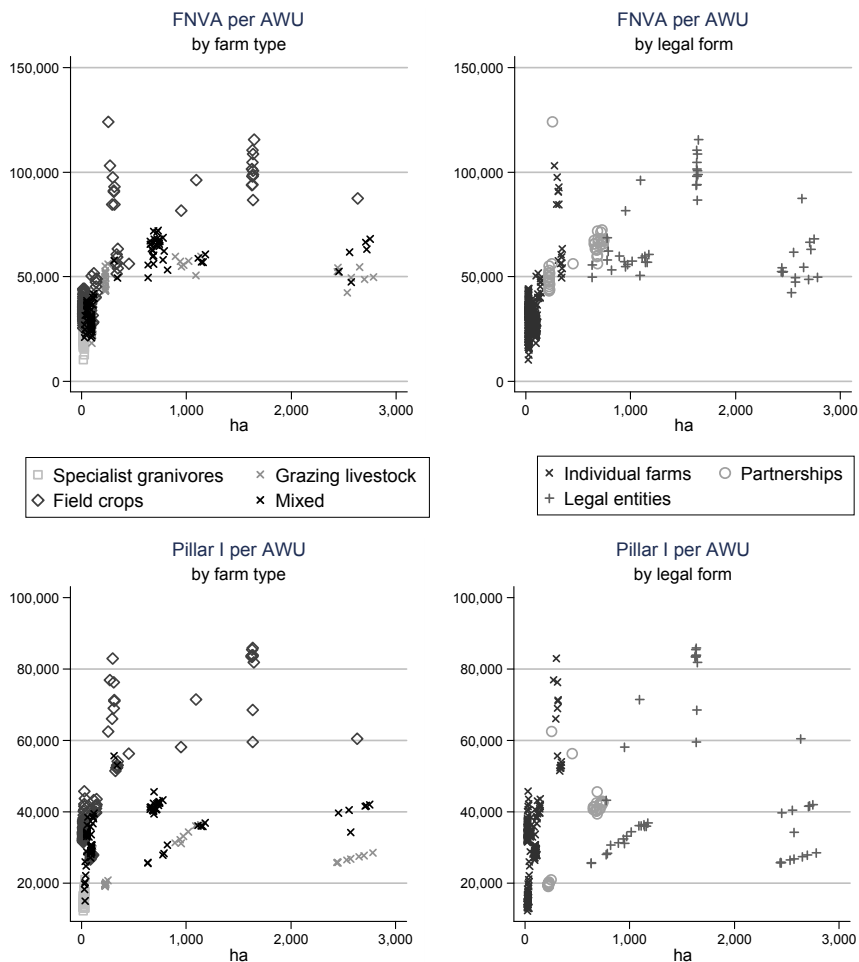 FNVA per AWU
by farm type
150,000
100,000
50,000
0
0 1,000 2,000 3,000
ha
FNVA per AWU
by legal form
150,000
100,000
50,000
0
0 1,000 2,000 3,000
ha
Specialist granivores Grazing livestock
Field crops Mixed
Individual farms Partnerships
Legal entities
Pillar I per AWU
by farm type
100,000
80,000
60,000
40,000
20,000
0 1,000 2,000 3,000
ha
Pillar I per AWU
by legal form
100,000
80,000
60,000
40,000
20,000
0 1,000 2,000 3,000
ha